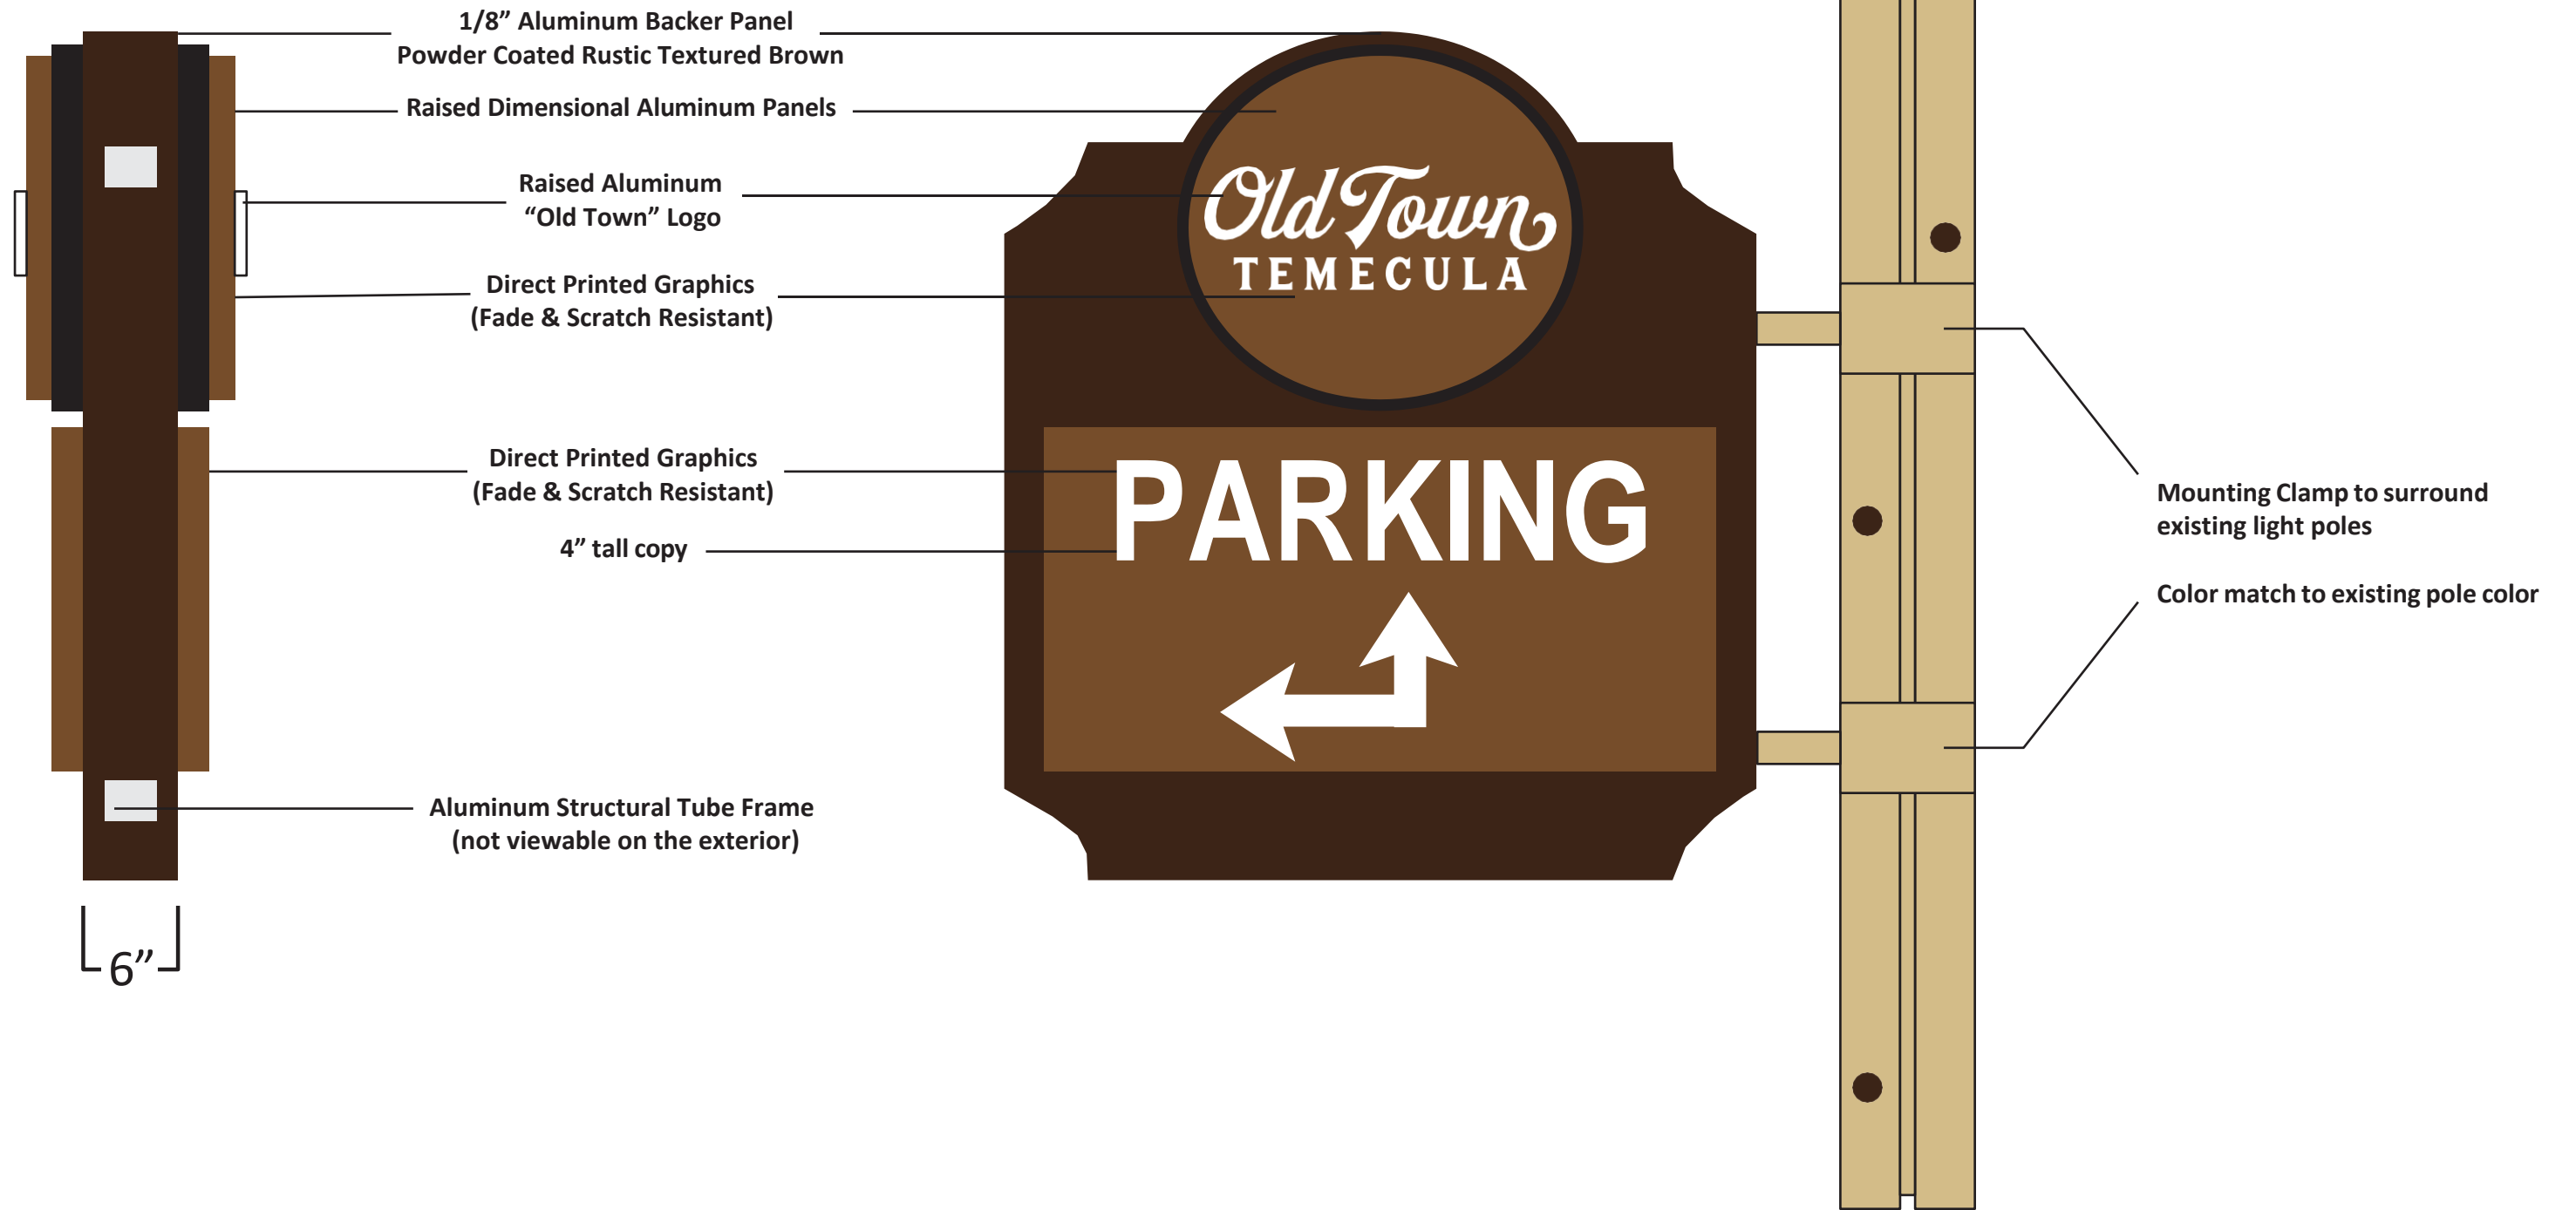 1/8” Aluminum Backer Panel
Powder Coated Rustic Textured Brown
Raised Dimensional Aluminum Panels
Raised Aluminum
“Old Town” Logo
Direct Printed Graphics
(Fade & Scratch Resistant)
Direct Printed Graphics
(Fade & Scratch Resistant)
4” tall copy
Aluminum Structural Tube Frame
(not viewable on the exterior)
6”
Old Town
TEMECULA
PARKING
Mounting Clamp to surround
existing light poles
Color match to existing pole color